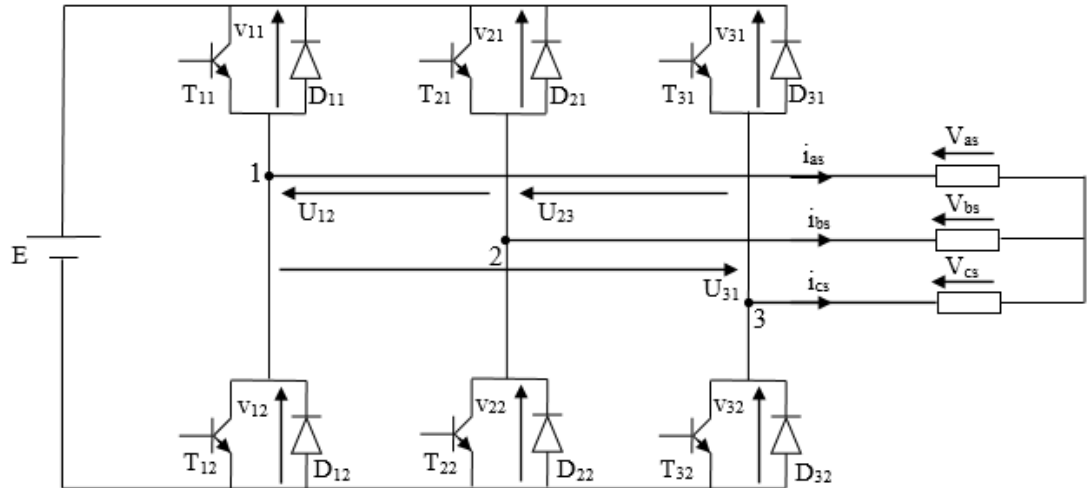 v11
v21
v31
T11
D11
T21
D21
T31
D31
Vas
ias
1
U12
U23
Vbs
ibs
E
2
Vcs
U31
ics
3
v12
v22
v32
T12
D12
T22
D22
T32
D32